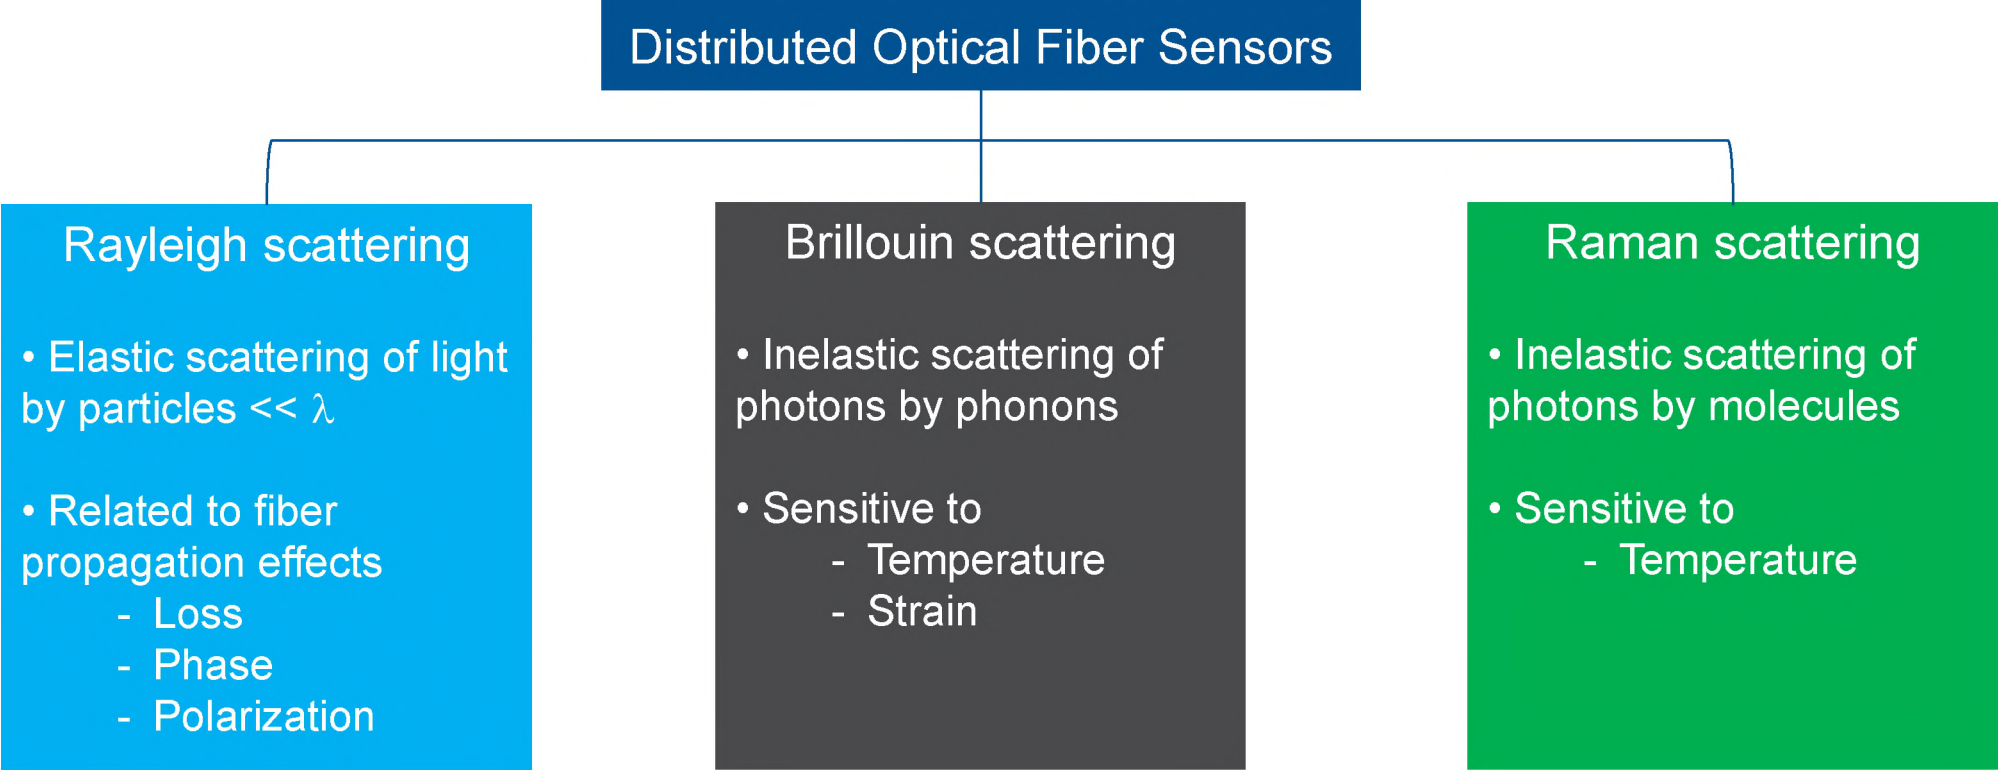 Distributed Optical Fiber Sensors
Rayleigh scattering
• Elastic scattering of light
by particles << λ
• Related to fiber
propagation effects
- Loss
- Phase
- Polarization
Brillouin scattering
• Inelastic scattering of
photons by phonons
• Sensitive to
- Temperature
- Strain
Raman scattering
• Inelastic scattering of
photons by molecules
• Sensitive to
- Temperature